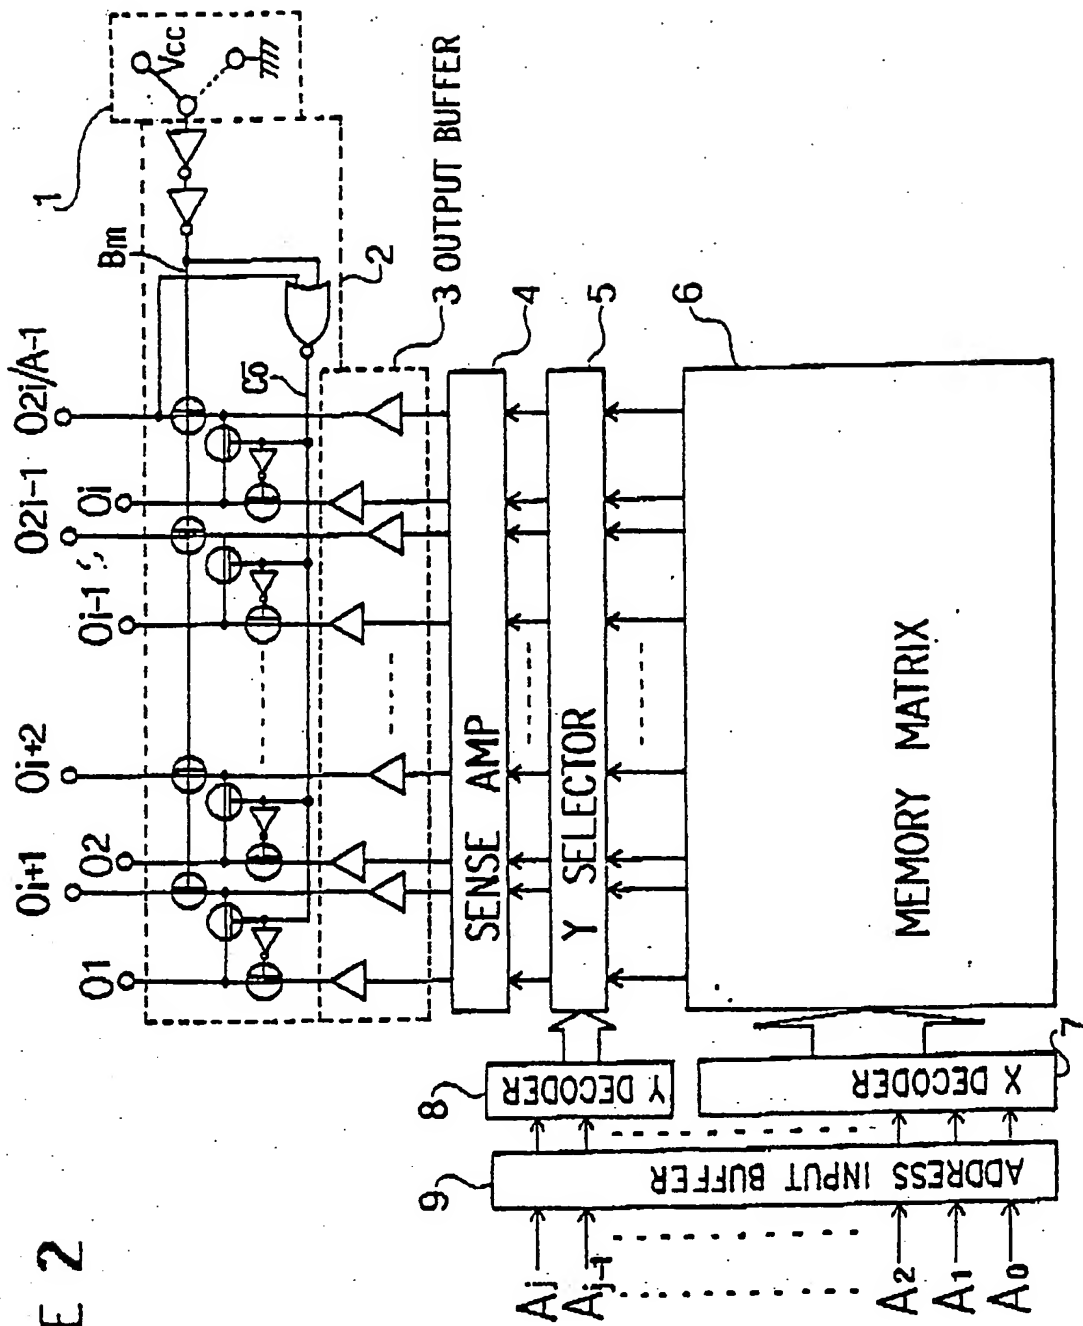 E 2
1
Vcc
Bm
2
3 OUTPUT BUFFER
C̅o̅
O1
Oi+1
O2
Oi+2
Oi-1
O2i-1
Oi
O2i/A-1
SENSE AMP
4
Y SELECTOR
5
MEMORY MATRIX
6
8
Y DECODER
X DECODER
7
9
ADDRESS INPUT BUFFER
Aj
Aj-1
A2
A1
A0